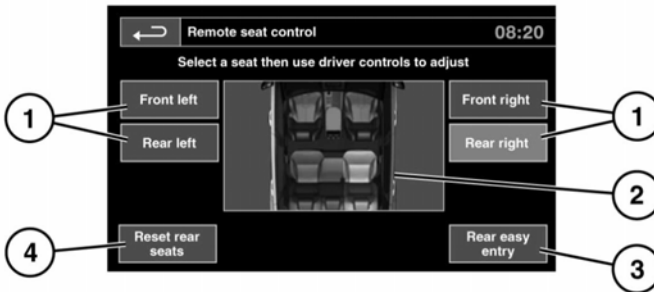 Remote seat control 08:20
Select a seat then use driver controls to adjust
Front left
Front right
1
1
Rear left
Rear right
2
Reset rear
seats
Rear easy
entry
4
3